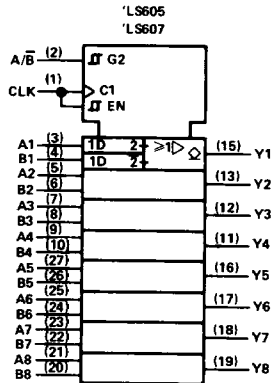 'LS605
'LS607
A/B̅ (2) G2
CLK (1) C1
EN
A1 (3) 1D 2 ≥1 ▷ (15) Y1
B1 (4) 1D 2̅
A2 (5) (13) Y2
B2 (6)
A3 (7) (12) Y3
B3 (8)
A4 (9) (11) Y4
B4 (10)
A5 (27) (16) Y5
B5 (26)
A6 (25) (17) Y6
B6 (24)
A7 (23) (18) Y7
B7 (22)
A8 (21) (19) Y8
B8 (20)